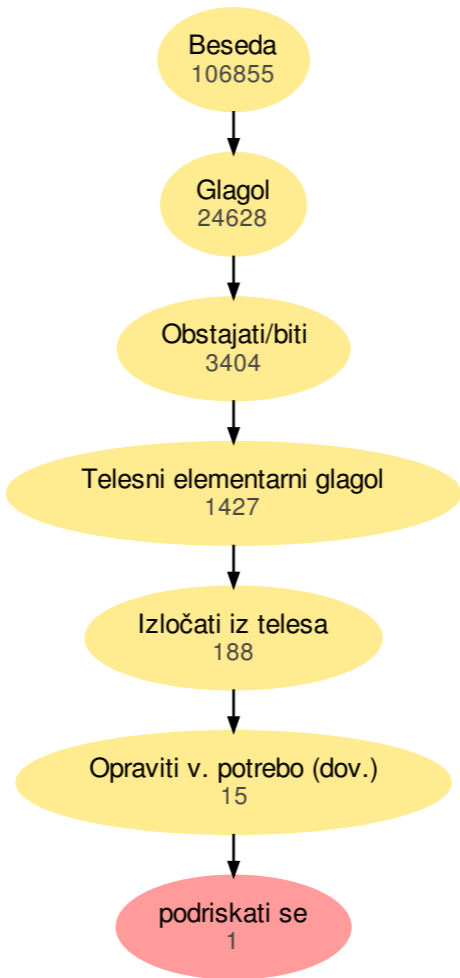 Beseda
106855
Glagol
24628
Obstajati/biti
3404
Telesni elementarni glagol
1427
Izločati iz telesa
188
Opraviti v. potrebo (dov.)
15
podriskati se
1